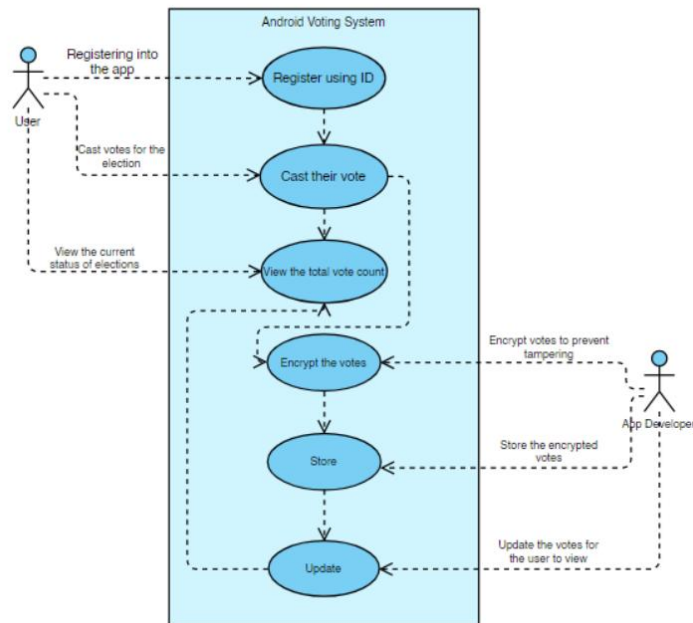 Android Voting System
Registering into
the app
Register using ID
User
Cast votes for the
election
Cast their vote
View the current
status of elections
View the total vote count
Encrypt votes to prevent
tampering
Encrypt the votes
App Developer
Store the encrypted
votes
Store
Update the votes for
the user to view
Update